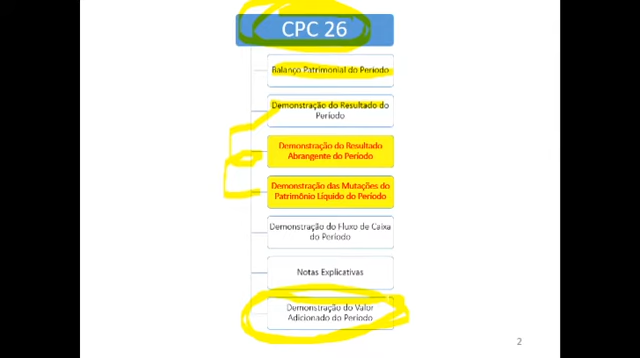 CPC 26
Balanço Patrimonial do Período
Demonstração do Resultado do
Período
Demonstração do Resultado
Abrangente do Período
Demonstração das Mutações do
Patrimônio Líquido do Período
Demonstração do Fluxo de Caixa
do Período
Notas Explicativas
Demonstração do Valor
Adicionado do Período
2